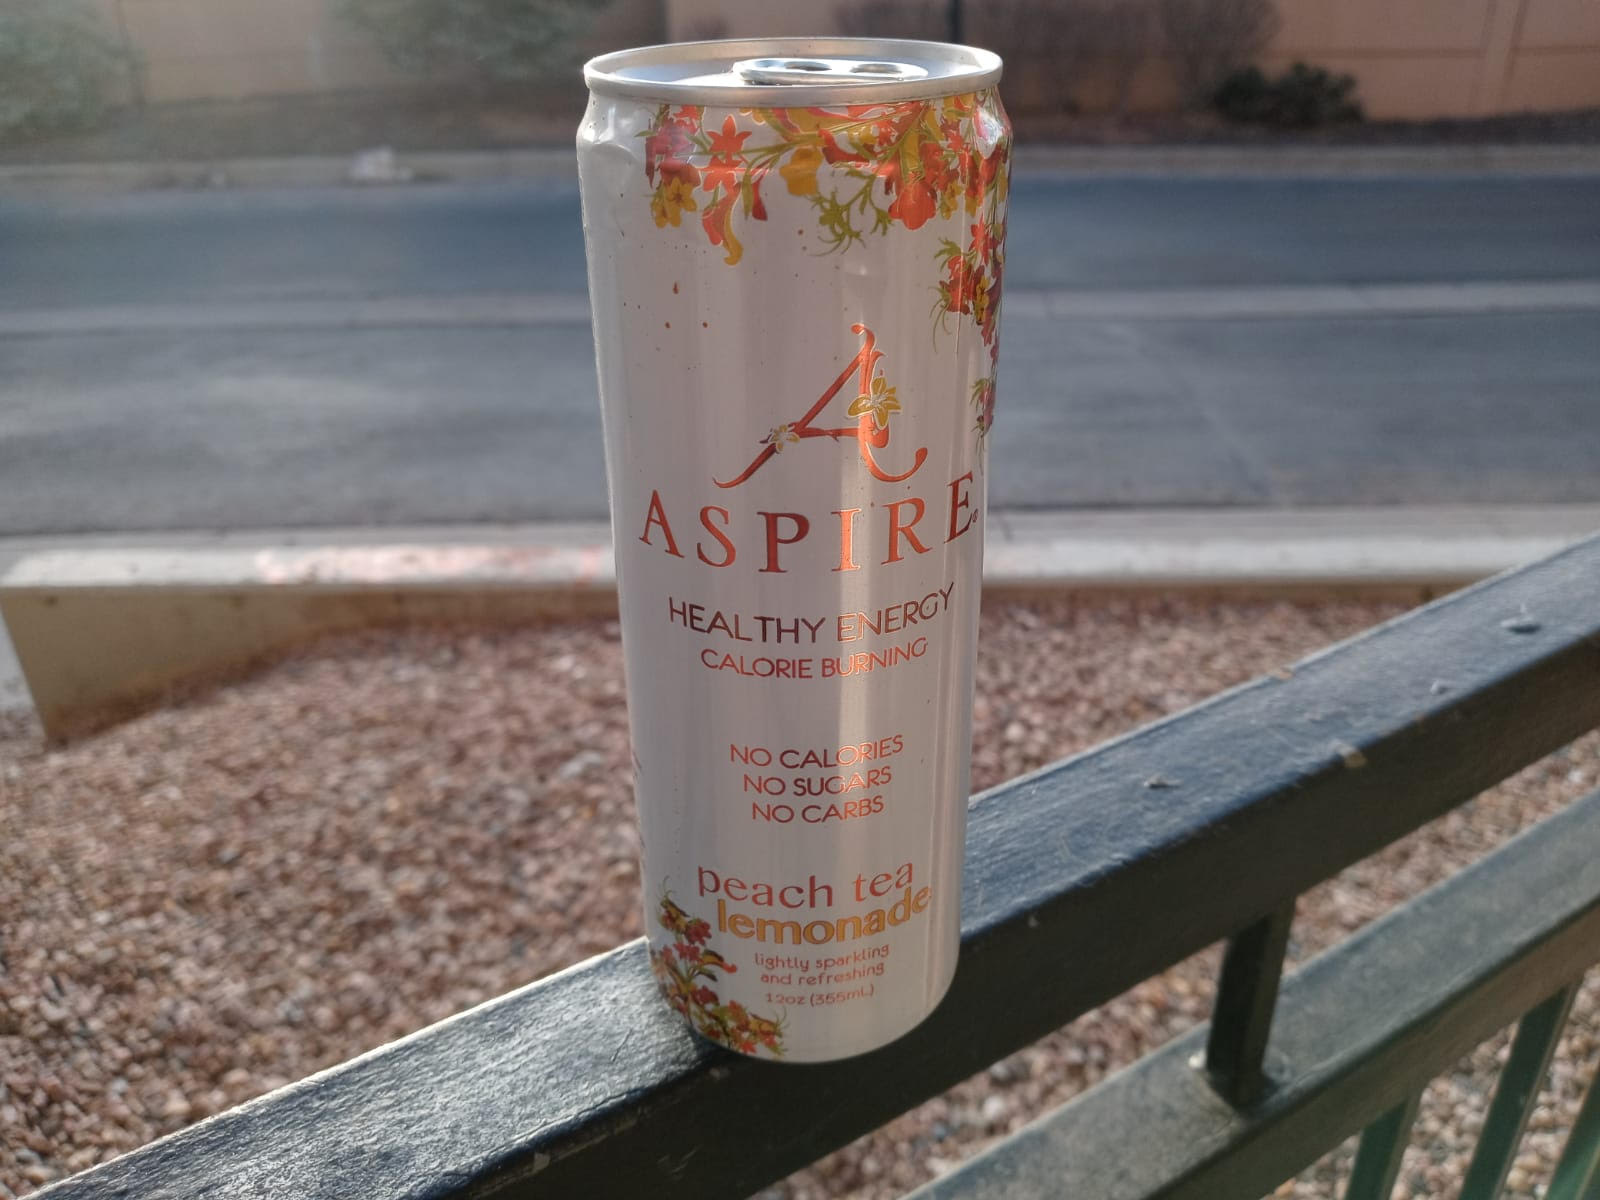 A
ASPIRE®
HEALTHY ENERGY
CALORIE BURNING
NO CALORIES
NO SUGARS
NO CARBS
peach tea
lemonade
lightly sparkling
and refreshing
12oz (355mL)